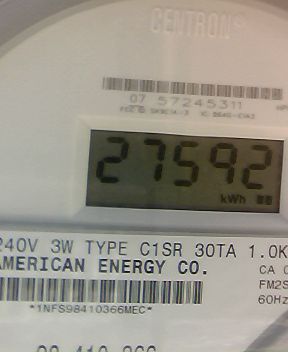 CENTRON®
07 57245311
27592
kWh
240V 3W TYPE C1SR 30TA 1.0K
AMERICAN ENERGY CO.
CA 0
FM2S
60Hz
*1NFS98410366MEC*